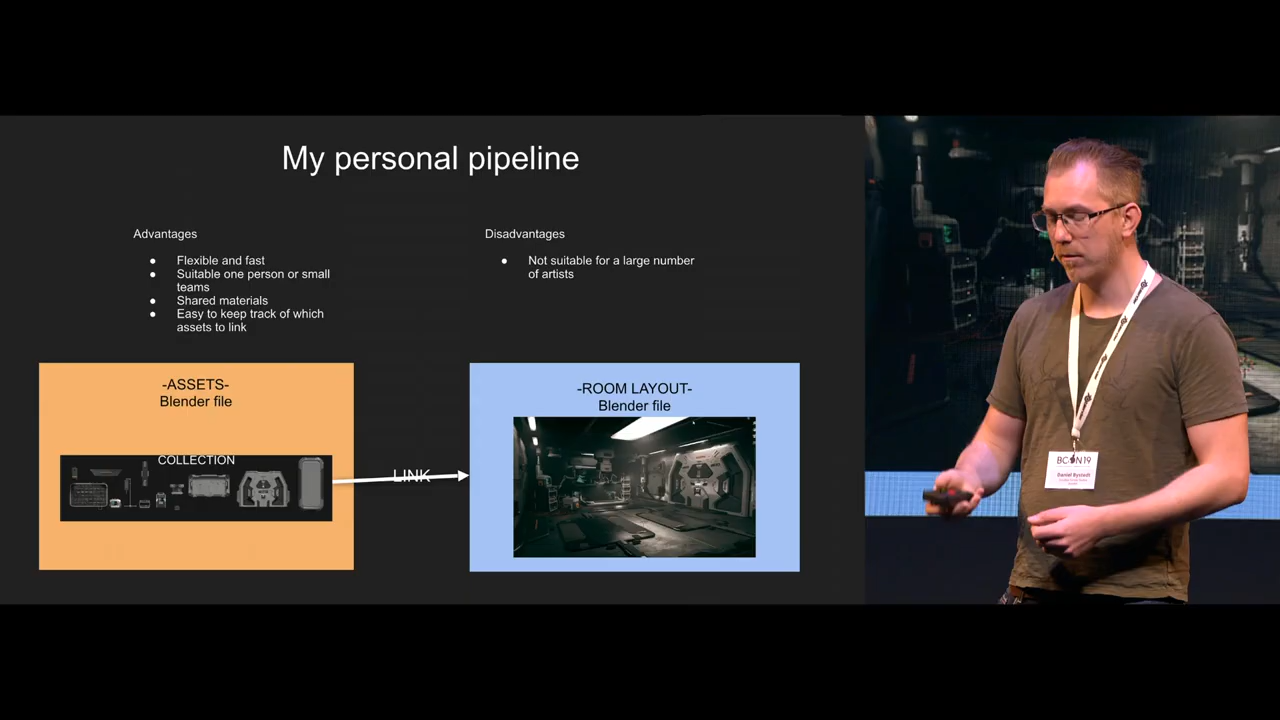 My personal pipeline
Advantages
● Flexible and fast
● Suitable one person or small
teams
● Shared materials
● Easy to keep track of which
assets to link
Disadvantages
● Not suitable for a large number
of artists
-ASSETS-
Blender file
COLLECTION
LINK
-ROOM LAYOUT-
Blender file
BCON19
Daniel Bystedt